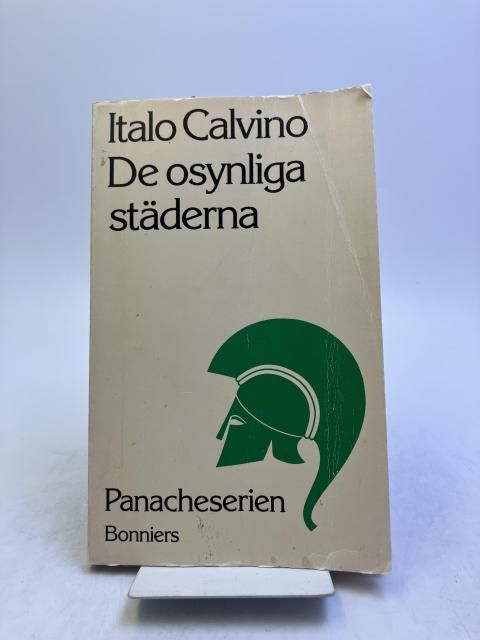 Italo Calvino
De osynliga
städerna
Panacheserien
Bonniers